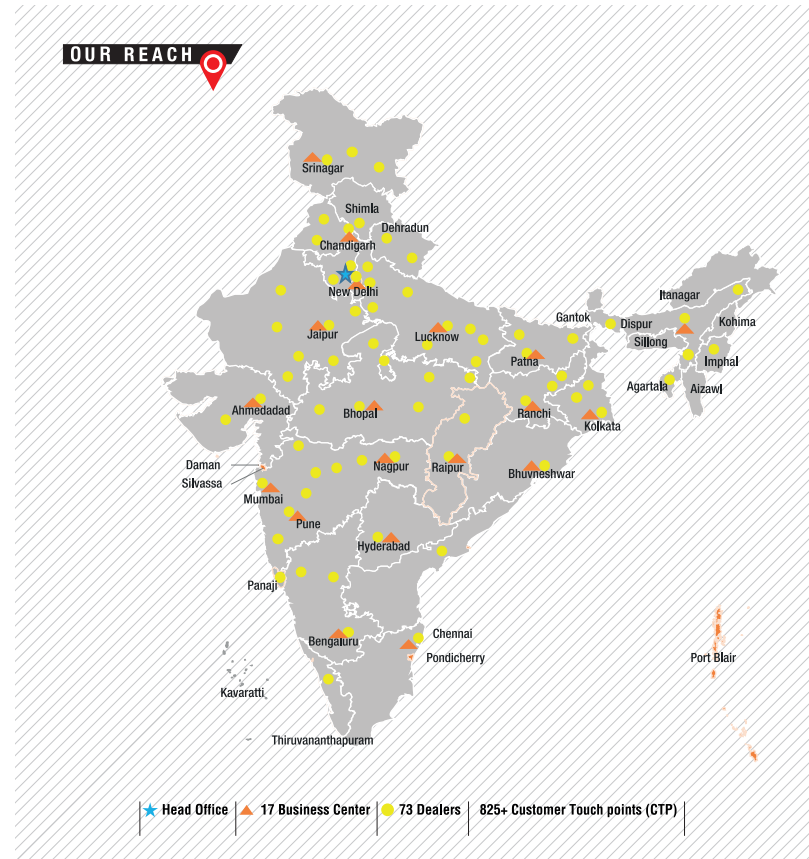 OUR REACH
Srinagar
Shimla
Dehradun
Chandigarh
New Delhi
Itanagar
Gantok
Dispur
Kohima
Jaipur
Lucknow
Sillong
Patna
Imphal
Agartala
Aizawl
Ahmedadad
Bhopal
Ranchi
Kolkata
Daman
Nagpur
Raipur
Silvassa
Bhuvneshwar
Mumbai
Pune
Hyderabad
Panaji
Chennai
Bengaluru
Pondicherry
Port Blair
Kavaratti
Thiruvananthapuram
Head Office 17 Business Center 73 Dealers 825+ Customer Touch points (CTP)